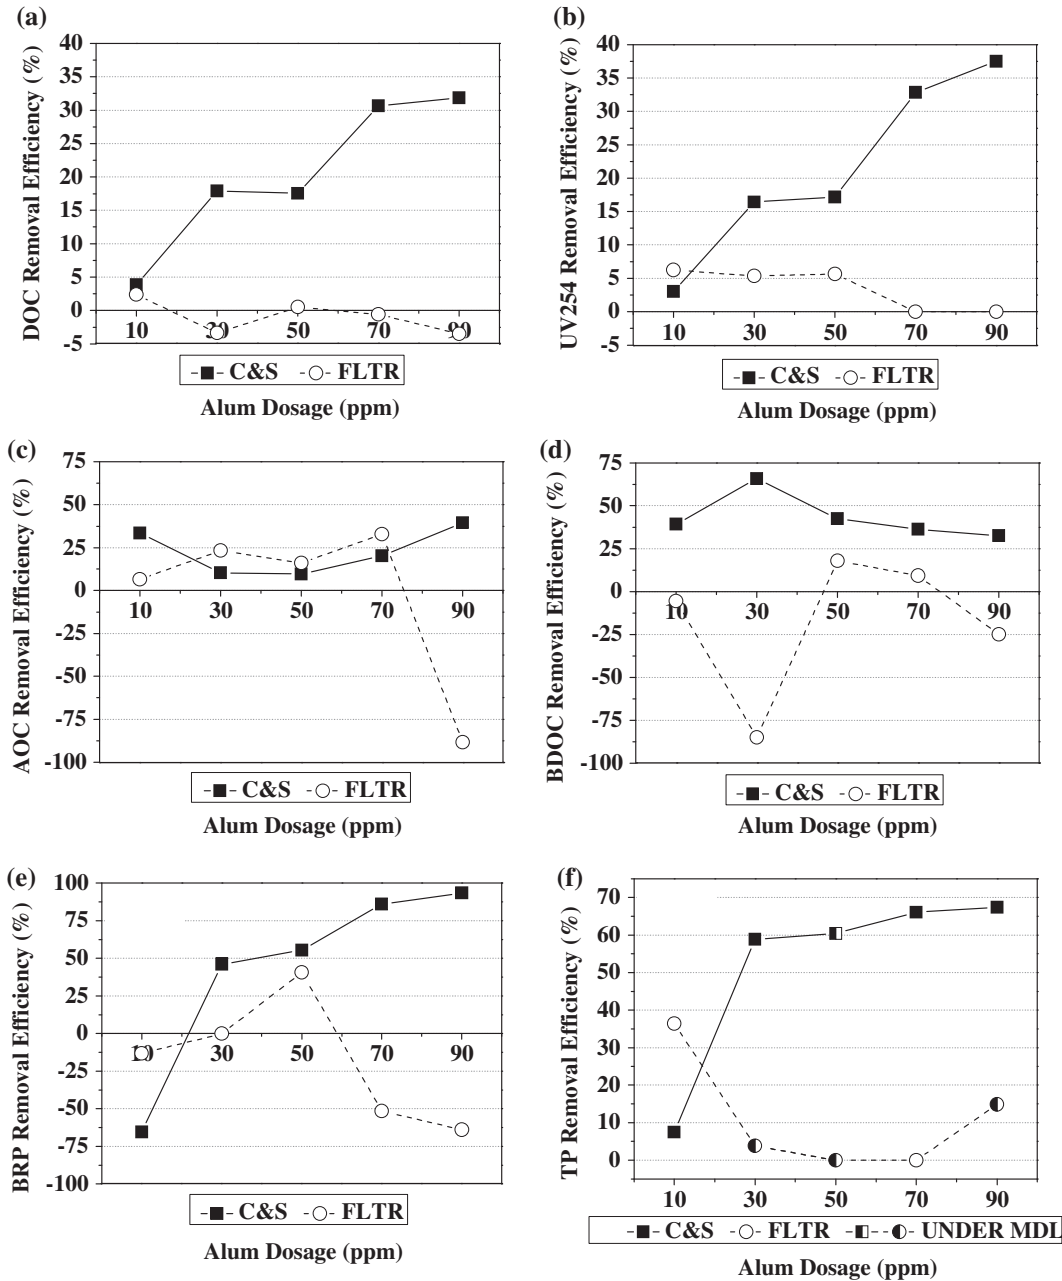 (a)
DOC Removal Efficiency (%)
40
35
30
25
20
15
10
5
0
-5
10 30 50 70 90
C&S FLTR
Alum Dosage (ppm)
(b)
UV254 Removal Efficiency (%)
40
35
30
25
20
15
10
5
0
-5
10 30 50 70 90
C&S FLTR
Alum Dosage (ppm)
(c)
AOC Removal Efficiency (%)
75
50
25
0
-25
-50
-75
-100
10 30 50 70 90
C&S FLTR
Alum Dosage (ppm)
(d)
BDOC Removal Efficiency (%)
75
50
25
0
-25
-50
-75
-100
10 30 50 70 90
C&S FLTR
Alum Dosage (ppm)
(e)
BRP Removal Efficiency (%)
100
75
50
25
0
-25
-50
-75
-100
10 30 50 70 90
C&S FLTR
Alum Dosage (ppm)
(f)
TP Removal Efficiency (%)
70
60
50
40
30
20
10
0
10 30 50 70 90
C&S FLTR UNDER MDL
Alum Dosage (ppm)